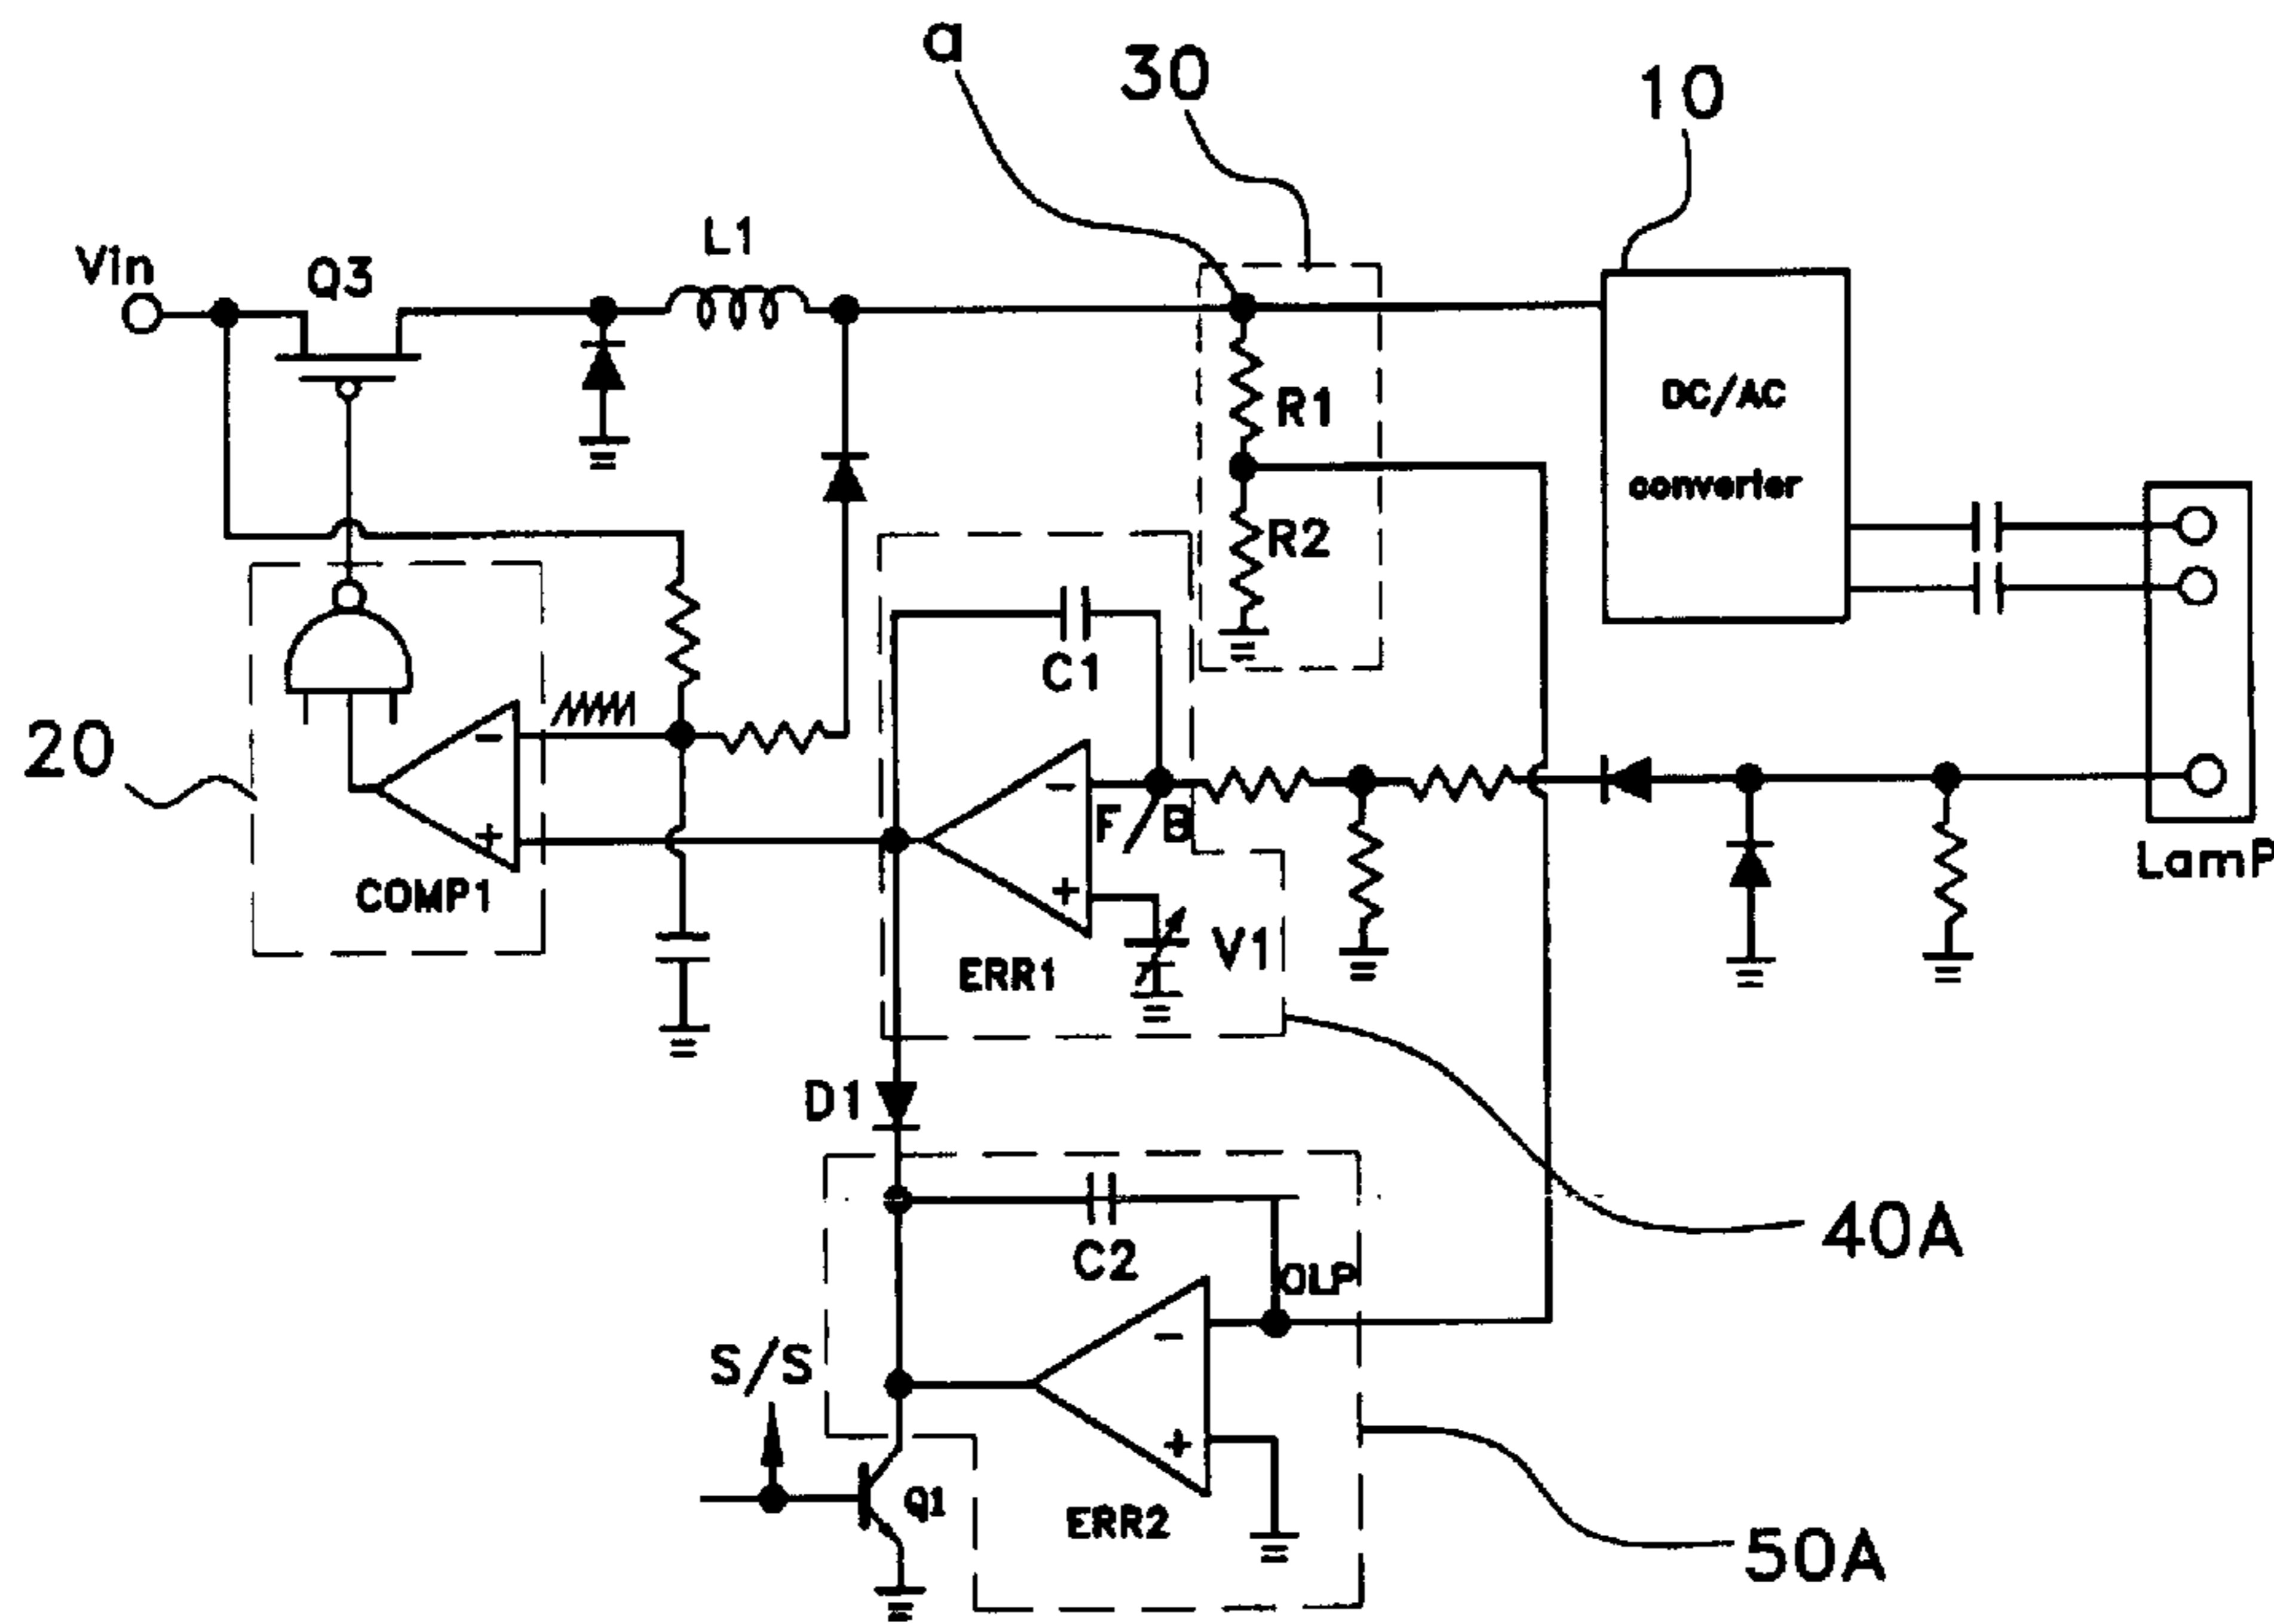 a
30
10
Vin
Q3
L1
R1
DC/AC
converter
R2
C1
20
F/B
COMP1
ERR1
V1
LamP
D1
C2
OLP
40A
S/S
Q1
ERR2
50A